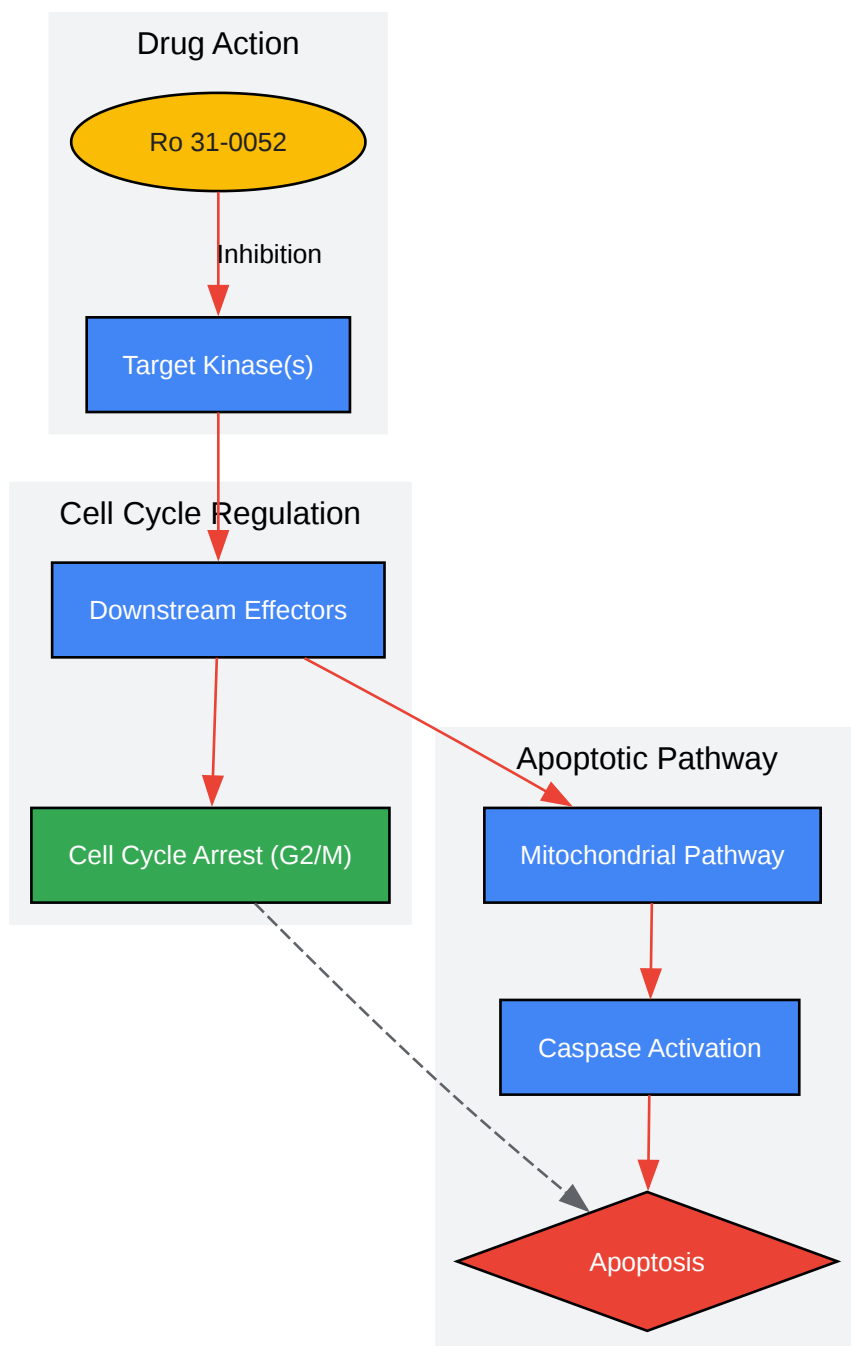 Drug Action
Ro 31-0052
Inhibition
Target Kinase(s)
Cell Cycle Regulation
Downstream Effectors
Cell Cycle Arrest (G2/M)
Apoptotic Pathway
Mitochondrial Pathway
Caspase Activation
Apoptosis